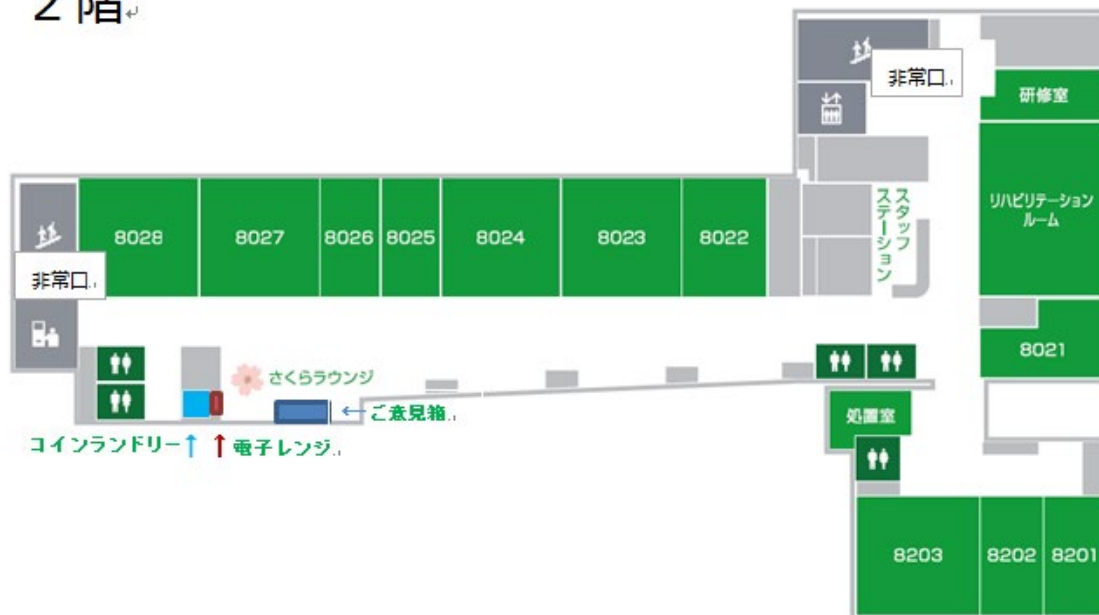 ２階
非常口
研修室
リハビリテーション
ルーム
スタッフ
ステーション
8028
8027
8026
8025
8024
8023
8022
非常口
8021
さくらラウンジ
←ご意見箱
処置室
コインランドリー↑
↑電子レンジ
8203
8202
8201